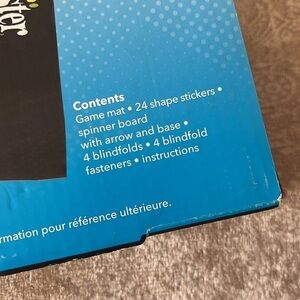 ster
Contents
Game mat • 24 shape stickers •
spinner board
with arrow and base •
4 blindfolds • 4 blindfold
fasteners • instructions
rmation pour référence ultérieure.